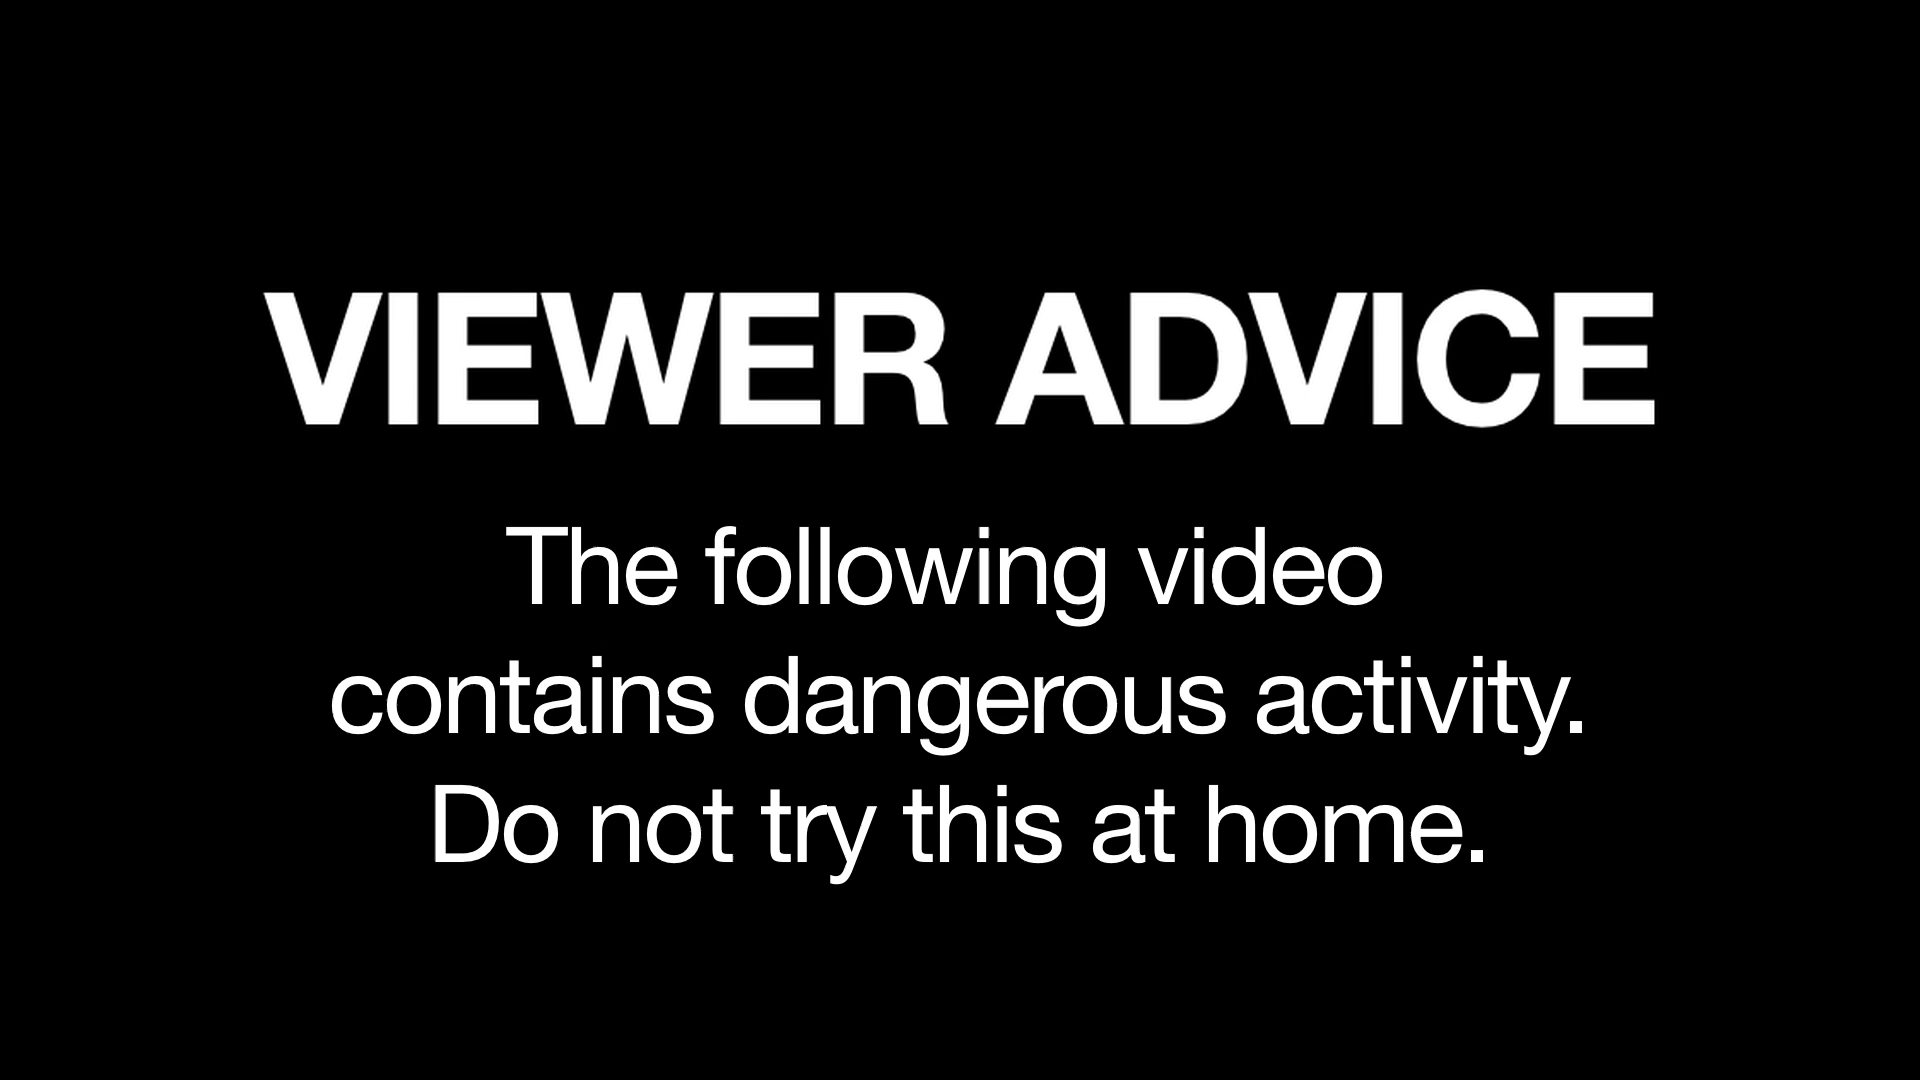 VIEWER ADVICE
The following video
contains dangerous activity.
Do not try this at home.